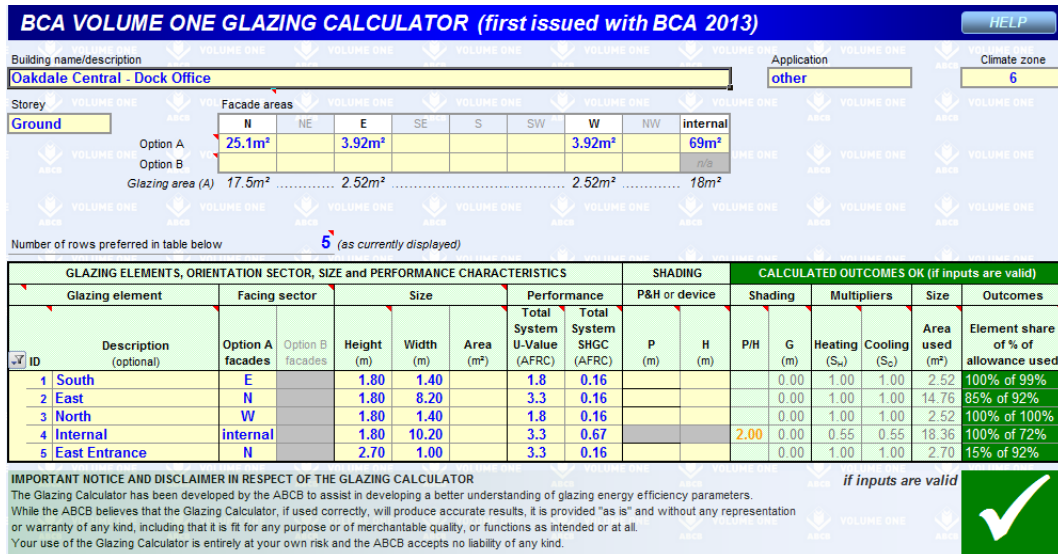 BCA VOLUME ONE GLAZING CALCULATOR (first issued with BCA 2013) HELP
Building name/description Application Climate zone
Oakdale Central - Dock Office other 6
Storey Facade areas
Ground N NE E SE S SW W NW internal
Option A 25.1m² 3.92m² 3.92m² 69m²
Option B n/a
Glazing area (A) 17.5m² 2.52m² 2.52m² 18m²
Number of rows preferred in table below 5 (as currently displayed)
GLAZING ELEMENTS, ORIENTATION SECTOR, SIZE and PERFORMANCE CHARACTERISTICS SHADING CALCULATED OUTCOMES OK (if inputs are valid)
Glazing element Facing sector Size Performance P&H or device Shading Multipliers Size Outcomes
ID Description (optional) Option A facades Option B facades Height (m) Width (m) Area (m²) Total System U-Value (AFRC) Total System SHGC (AFRC) P (m) H (m) P/H G (m) Heating (SH) Cooling (SC) Area used (m²) Element share of % of allowance used
1 South E 1.80 1.40 1.8 0.16 0.00 1.00 1.00 2.52 100% of 99%
2 East N 1.80 8.20 3.3 0.16 0.00 1.00 1.00 14.76 85% of 92%
3 North W 1.80 1.40 1.8 0.16 0.00 1.00 1.00 2.52 100% of 100%
4 Internal internal 1.80 10.20 3.3 0.67 2.00 0.00 0.55 0.55 18.36 100% of 72%
5 East Entrance N 2.70 1.00 3.3 0.16 0.00 1.00 1.00 2.70 15% of 92%
IMPORTANT NOTICE AND DISCLAIMER IN RESPECT OF THE GLAZING CALCULATOR if inputs are valid
The Glazing Calculator has been developed by the ABCB to assist in developing a better understanding of glazing energy efficiency parameters.
While the ABCB believes that the Glazing Calculator, if used correctly, will produce accurate results, it is provided "as is" and without any representation
or warranty of any kind, including that it is fit for any purpose or of merchantable quality, or functions as intended or at all.
Your use of the Glazing Calculator is entirely at your own risk and the ABCB accepts no liability of any kind.